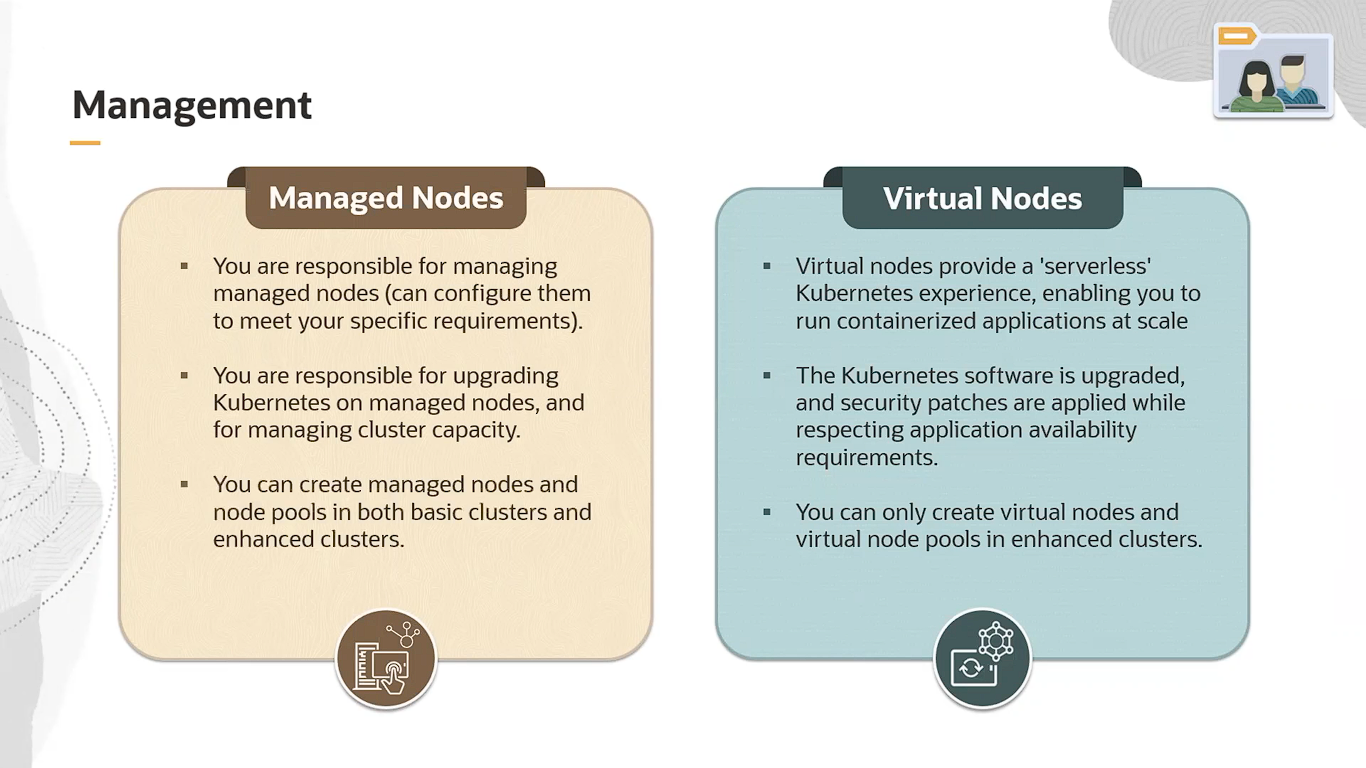 Management
Managed Nodes
▪ You are responsible for managing
managed nodes (can configure them
to meet your specific requirements).
▪ You are responsible for upgrading
Kubernetes on managed nodes, and
for managing cluster capacity.
▪ You can create managed nodes and
node pools in both basic clusters and
enhanced clusters.
Virtual Nodes
▪ Virtual nodes provide a 'serverless'
Kubernetes experience, enabling you to
run containerized applications at scale
▪ The Kubernetes software is upgraded,
and security patches are applied while
respecting application availability
requirements.
▪ You can only create virtual nodes and
virtual node pools in enhanced clusters.